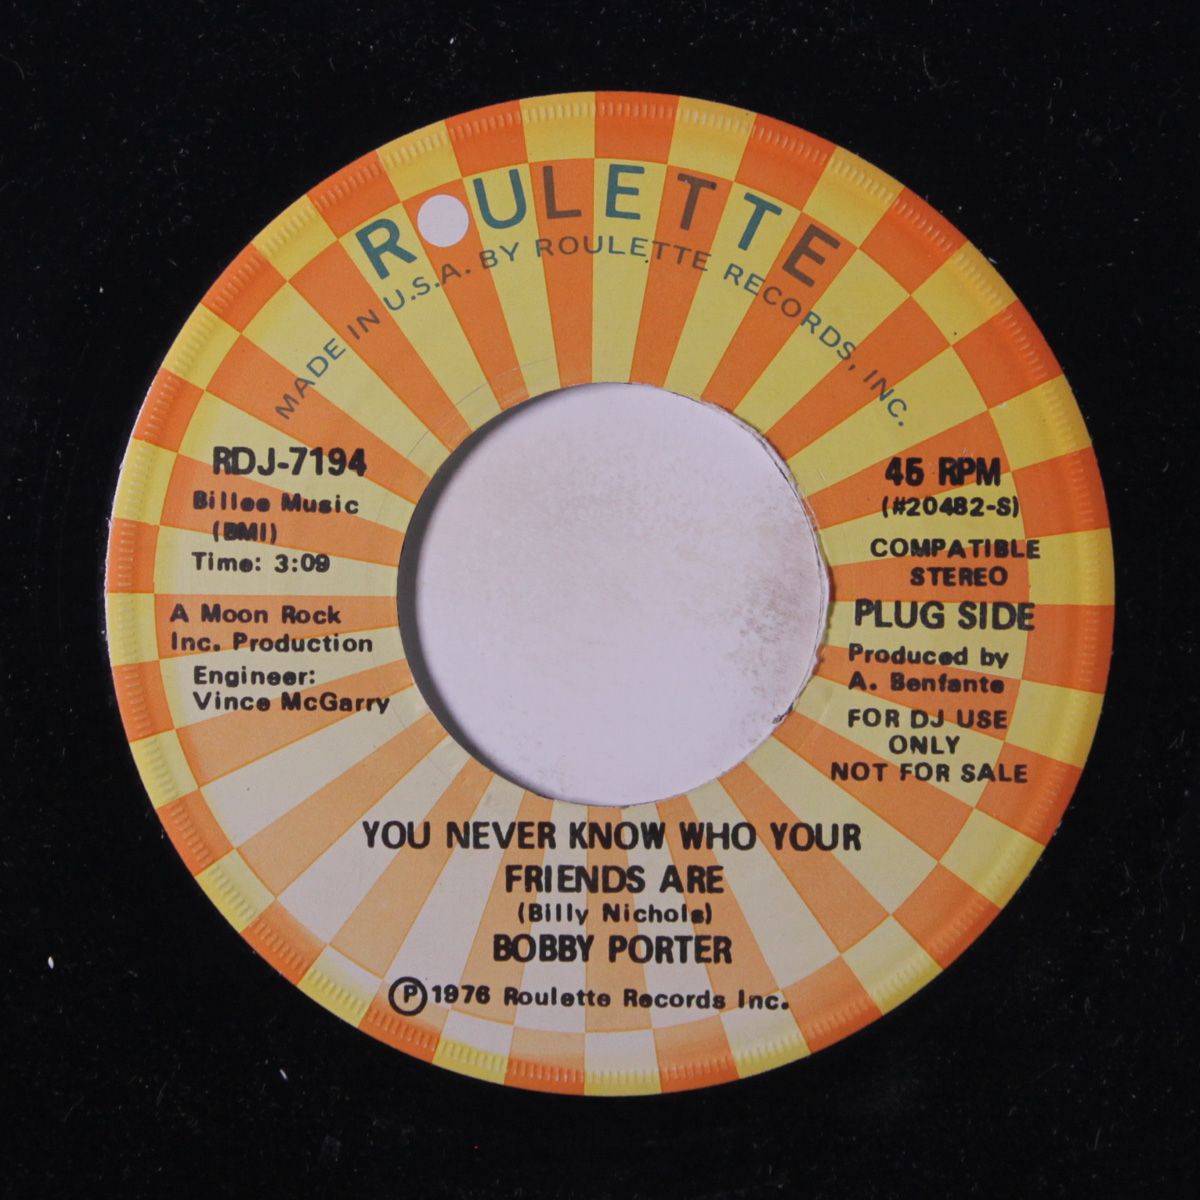 ROULETTE
MADE IN U.S.A. BY ROULETTE RECORDS, INC.
RDJ-7194
Billee Music
(BMI)
Time: 3:09
A Moon Rock
Inc. Production
Engineer:
Vince McGarry
45 RPM
(#20482-S)
COMPATIBLE
STEREO
PLUG SIDE
Produced by
A. Benfante
FOR DJ USE
ONLY
NOT FOR SALE
YOU NEVER KNOW WHO YOUR
FRIENDS ARE
(Billy Nichols)
BOBBY PORTER
Ⓟ1976 Roulette Records Inc.